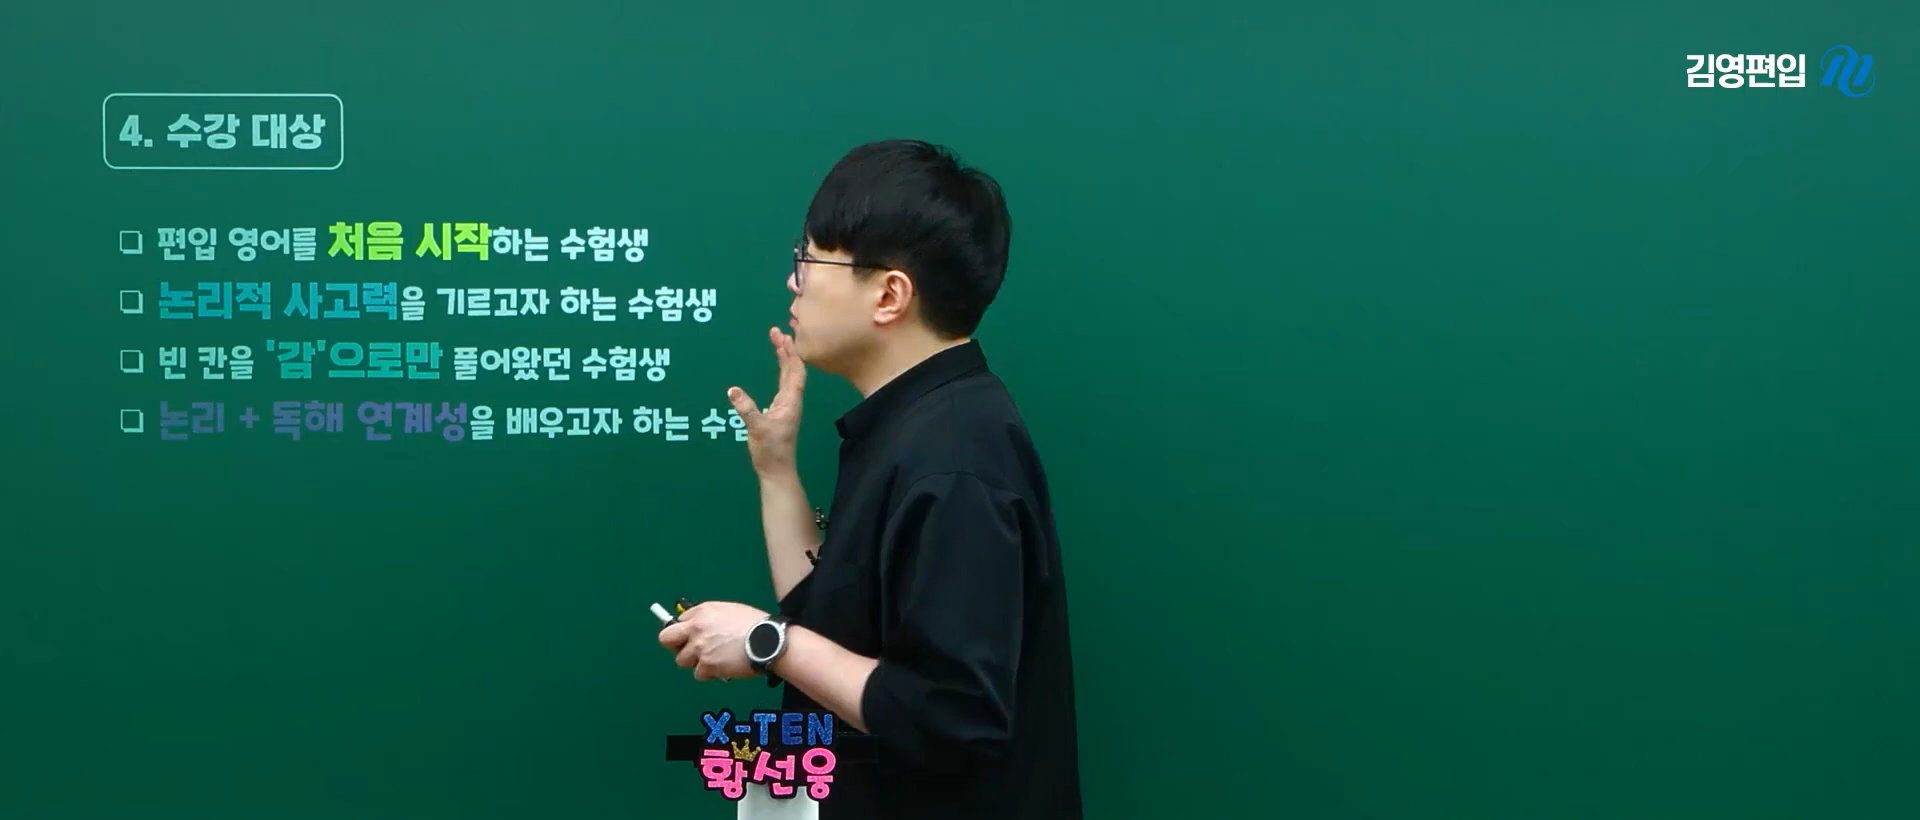 김영편입
4. 수강 대상
❏ 편입 영어를 처음 시작하는 수험생
❏ 논리적 사고력을 기르고자 하는 수험생
❏ 빈 칸을 '감'으로만 풀어왔던 수험생
❏ 논리 + 독해 연계성을 배우고자 하는
X-TEN
황선웅